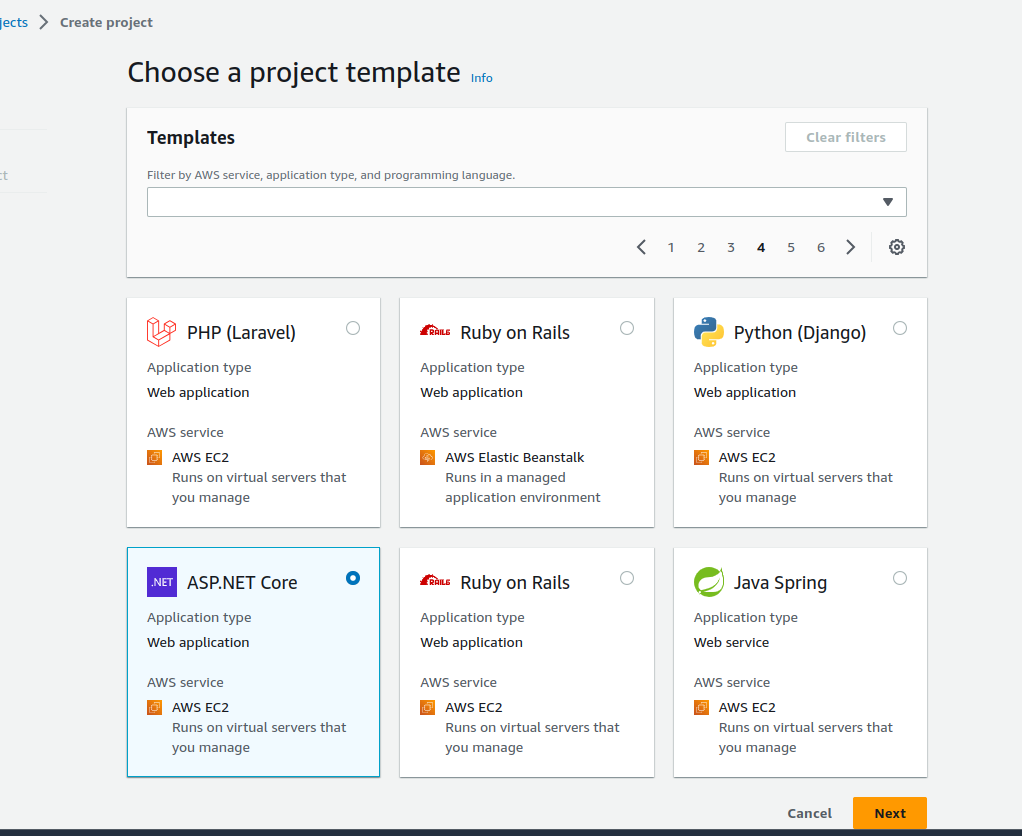 jects > Create project
Choose a project template Info
Templates
Clear filters
Filter by AWS service, application type, and programming language.
1 2 3 4 5 6
PHP (Laravel)
Application type
Web application
AWS service
AWS EC2
Runs on virtual servers that
you manage
RAILS Ruby on Rails
Application type
Web application
AWS service
AWS Elastic Beanstalk
Runs in a managed
application environment
Python (Django)
Application type
Web application
AWS service
AWS EC2
Runs on virtual servers that
you manage
.NET ASP.NET Core
Application type
Web application
AWS service
AWS EC2
Runs on virtual servers that
you manage
RAILS Ruby on Rails
Application type
Web application
AWS service
AWS EC2
Runs on virtual servers that
you manage
Java Spring
Application type
Web service
AWS service
AWS EC2
Runs on virtual servers that
you manage
ct
Cancel
Next